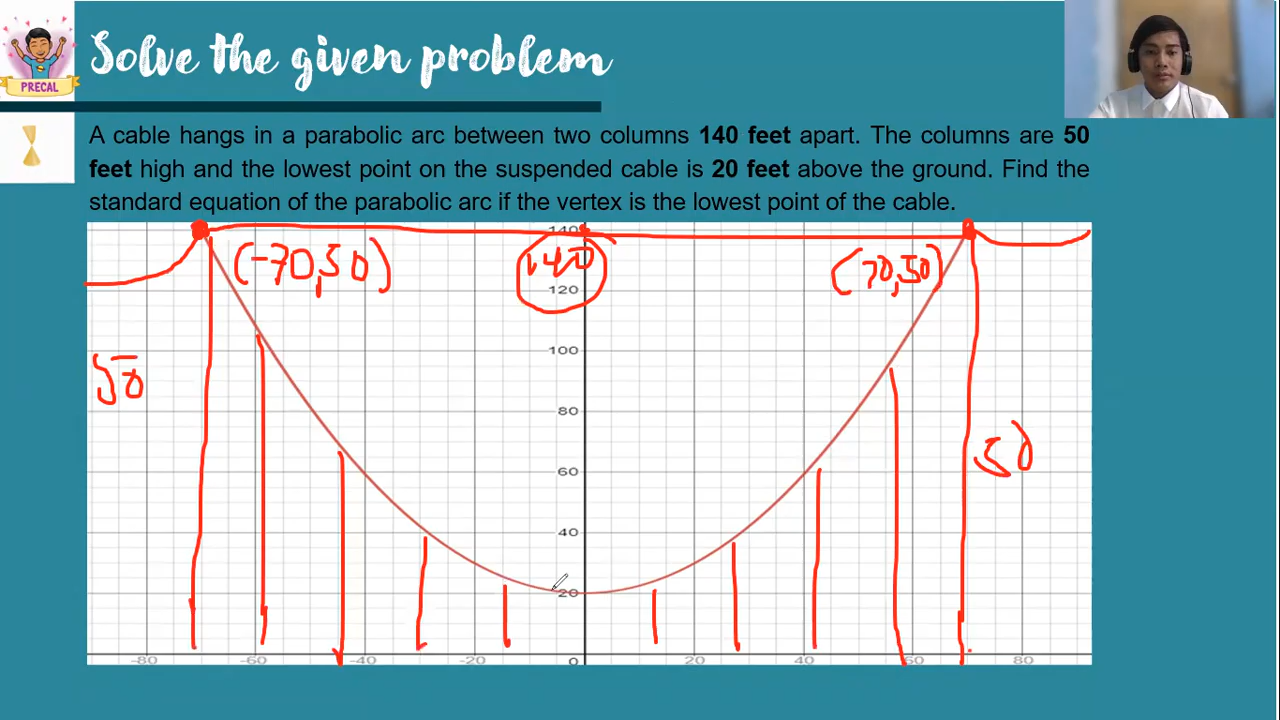 Solve the given problem
PRECAL
A cable hangs in a parabolic arc between two columns 140 feet apart. The columns are 50
feet high and the lowest point on the suspended cable is 20 feet above the ground. Find the
standard equation of the parabolic arc if the vertex is the lowest point of the cable.
140
(-70,50)
140
(70,50)
120
100
50
80
50
60
40
20
-80 -60 -40 -20 0 20 40 60 80